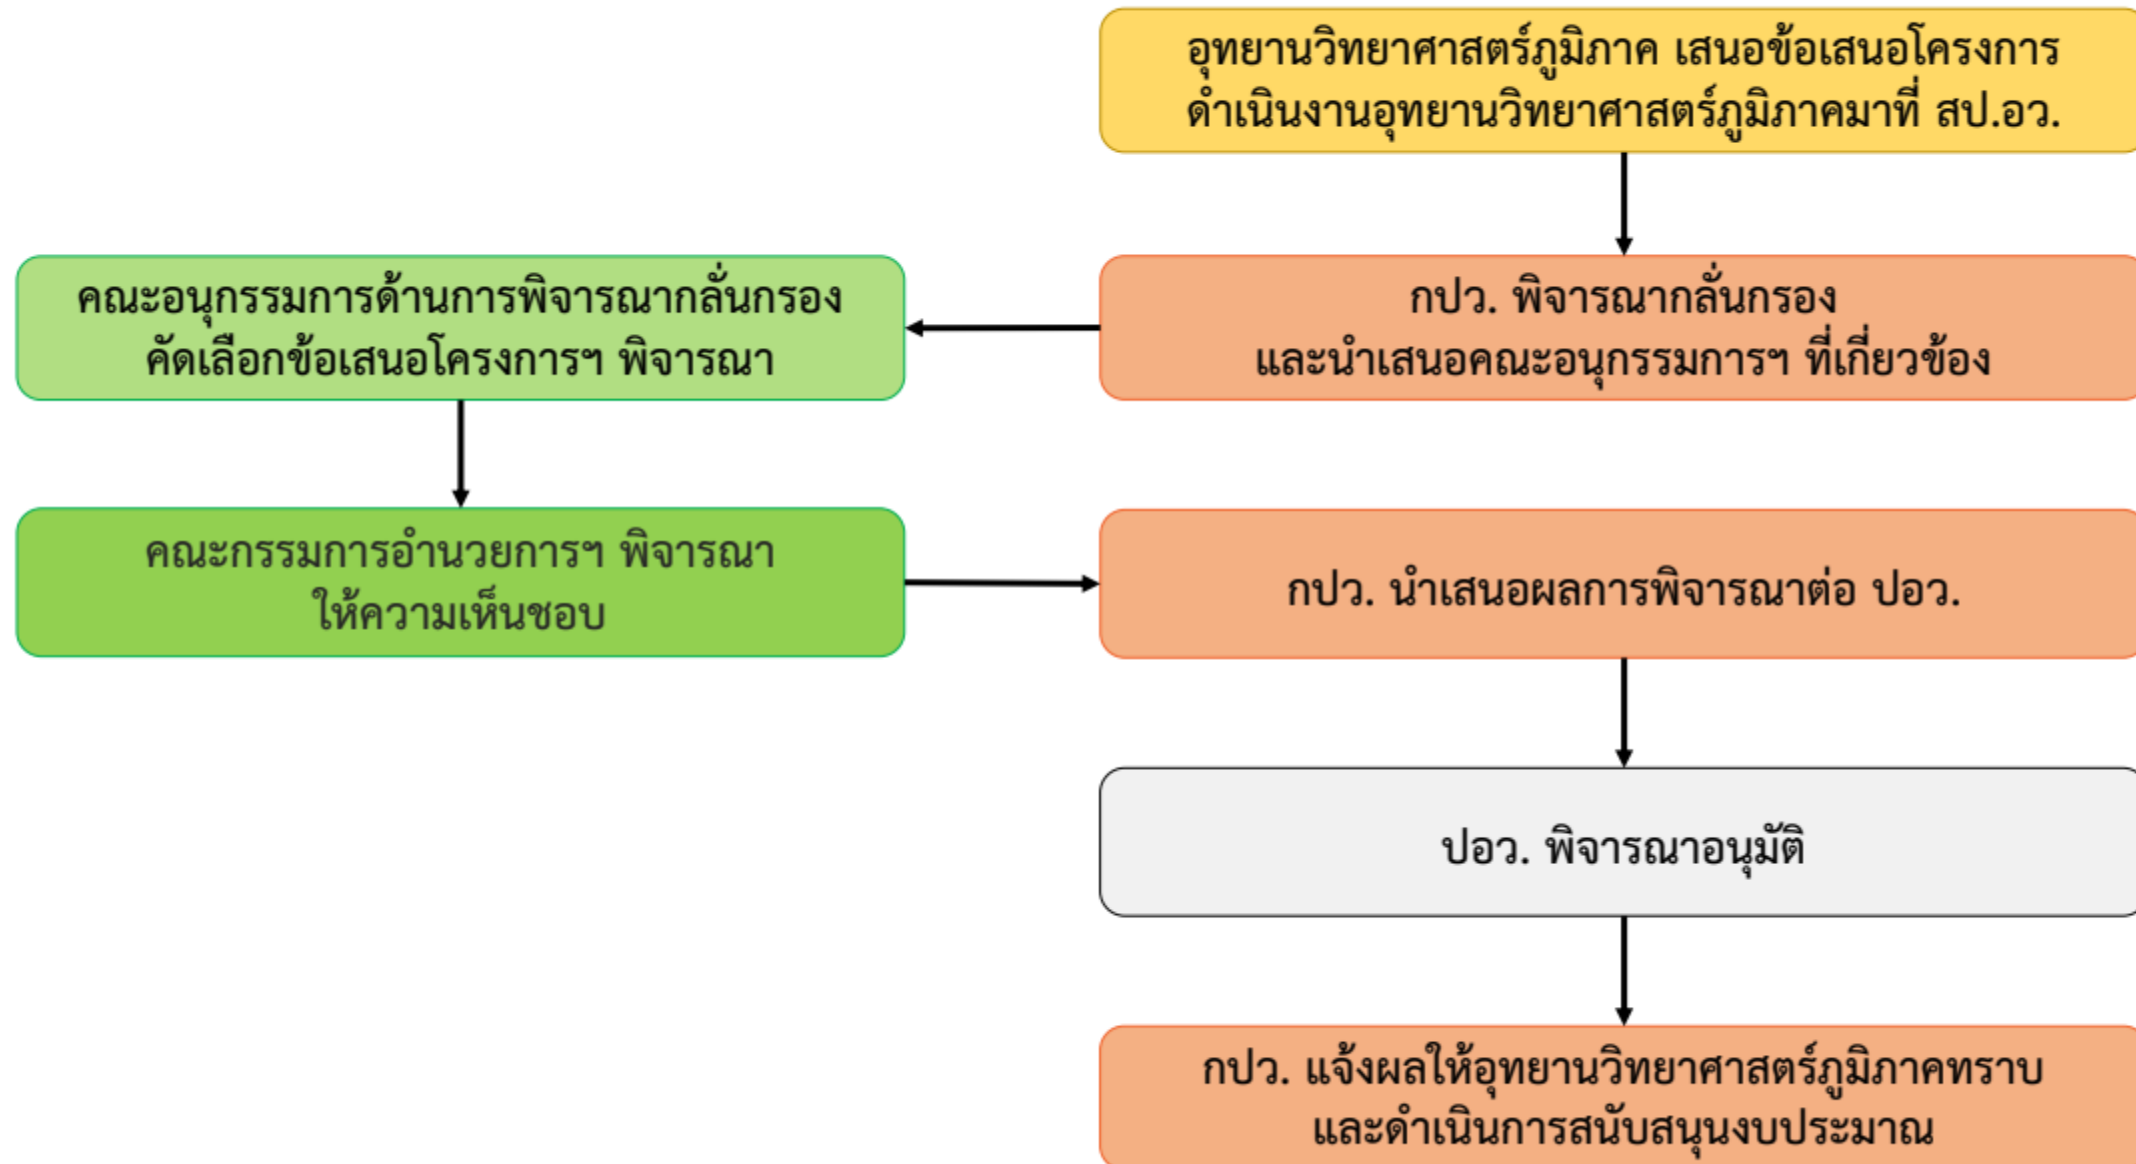 อุทยานวิทยาศาสตร์ภูมิภาค เสนอข้อเสนอโครงการ
ดำเนินงานอุทยานวิทยาศาสตร์ภูมิภาคมาที่ สป.อว.
กปว. พิจารณากลั่นกรอง
และนำเสนอคณะอนุกรรมการฯ ที่เกี่ยวข้อง
คณะอนุกรรมการด้านการพิจารณากลั่นกรอง
คัดเลือกข้อเสนอโครงการฯ พิจารณา
คณะกรรมการอำนวยการฯ พิจารณา
ให้ความเห็นชอบ
กปว. นำเสนอผลการพิจารณาต่อ ปอว.
ปอว. พิจารณาอนุมัติ
กปว. แจ้งผลให้อุทยานวิทยาศาสตร์ภูมิภาคทราบ
และดำเนินการสนับสนุนงบประมาณ